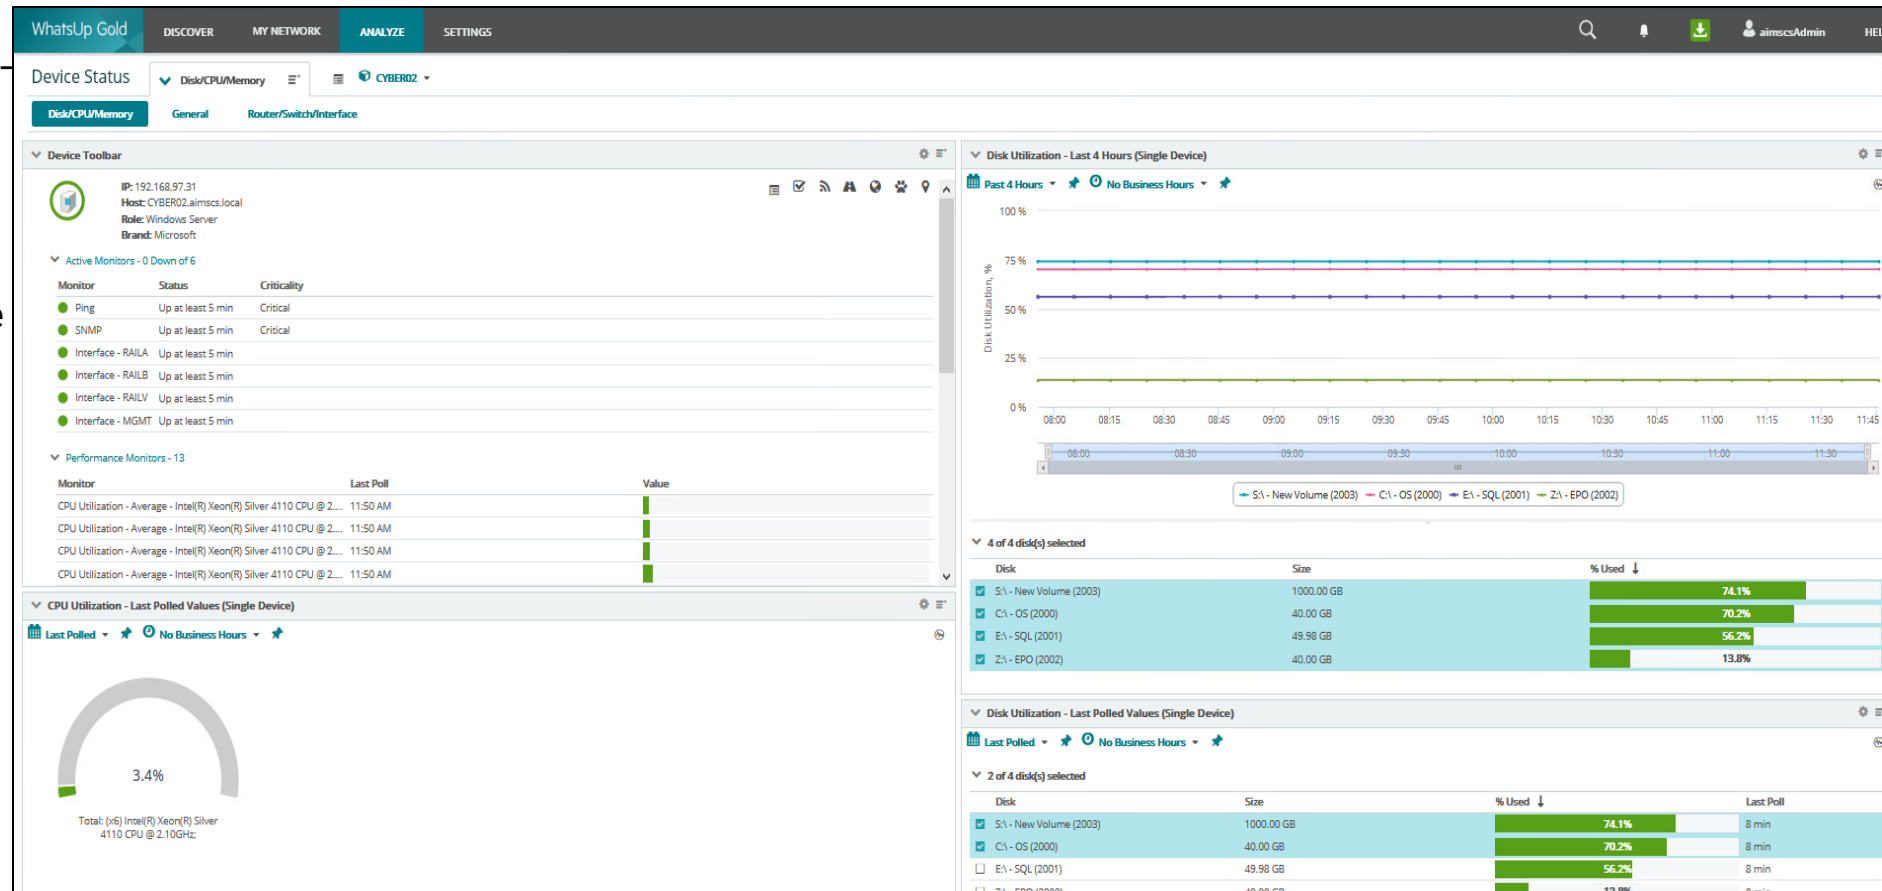 WhatsUp Gold DISCOVER MY NETWORK ANALYZE SETTINGS aimscsAdmin HEL
Device Status Disk/CPU/Memory CYBER02
Disk/CPU/Memory General Router/Switch/Interface
Device Toolbar
IP: 192.168.97.31
Host: CYBER02.aimscs.local
Role: Windows Server
Brand: Microsoft
Active Monitors - 0 Down of 6
Monitor Status Criticality
Ping Up at least 5 min Critical
SNMP Up at least 5 min Critical
Interface - RAILA Up at least 5 min
Interface - RAILB Up at least 5 min
Interface - RAILV Up at least 5 min
Interface - MGMT Up at least 5 min
Performance Monitors - 13
Monitor Last Poll Value
CPU Utilization - Average - Intel(R) Xeon(R) Silver 4110 CPU @ 2.... 11:50 AM
CPU Utilization - Average - Intel(R) Xeon(R) Silver 4110 CPU @ 2.... 11:50 AM
CPU Utilization - Average - Intel(R) Xeon(R) Silver 4110 CPU @ 2.... 11:50 AM
CPU Utilization - Average - Intel(R) Xeon(R) Silver 4110 CPU @ 2.... 11:50 AM
CPU Utilization - Last Polled Values (Single Device)
Last Polled No Business Hours
3.4%
Total: (x6) Intel(R) Xeon(R) Silver
4110 CPU @ 2.10GHz;
Disk Utilization - Last 4 Hours (Single Device)
Past 4 Hours No Business Hours
100 %
75 %
50 %
25 %
0 %
Disk Utilization, %
08:00 08:15 08:30 08:45 09:00 09:15 09:30 09:45 10:00 10:15 10:30 10:45 11:00 11:15 11:30 11:45
08:00 08:30 09:00 09:30 10:00 10:30 11:00 11:30
S:\ - New Volume (2003) C:\ - OS (2000) E:\ - SQL (2001) Z:\ - EPO (2002)
4 of 4 disk(s) selected
Disk Size % Used
S:\ - New Volume (2003) 1000.00 GB 74.1%
C:\ - OS (2000) 40.00 GB 70.2%
E:\ - SQL (2001) 49.98 GB 56.2%
Z:\ - EPO (2002) 40.00 GB 13.8%
Disk Utilization - Last Polled Values (Single Device)
Last Polled No Business Hours
2 of 4 disk(s) selected
Disk Size % Used Last Poll
S:\ - New Volume (2003) 1000.00 GB 74.1% 8 min
C:\ - OS (2000) 40.00 GB 70.2% 8 min
E:\ - SQL (2001) 49.98 GB 56.2% 8 min